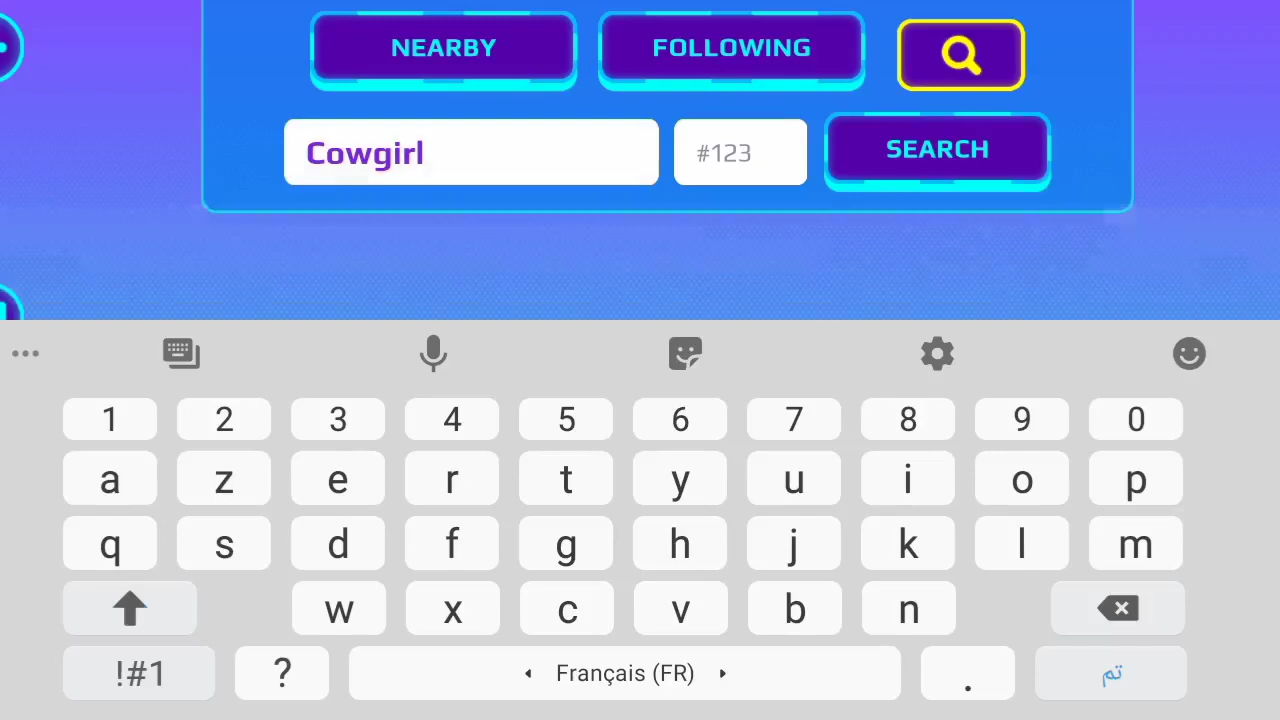 NEARBY FOLLOWING
Cowgirl #123 SEARCH
1 2 3 4 5 6 7 8 9 0
a z e r t y u i o p
q s d f g h j k l m
w x c v b n
!#1 ? Français (FR) . تم